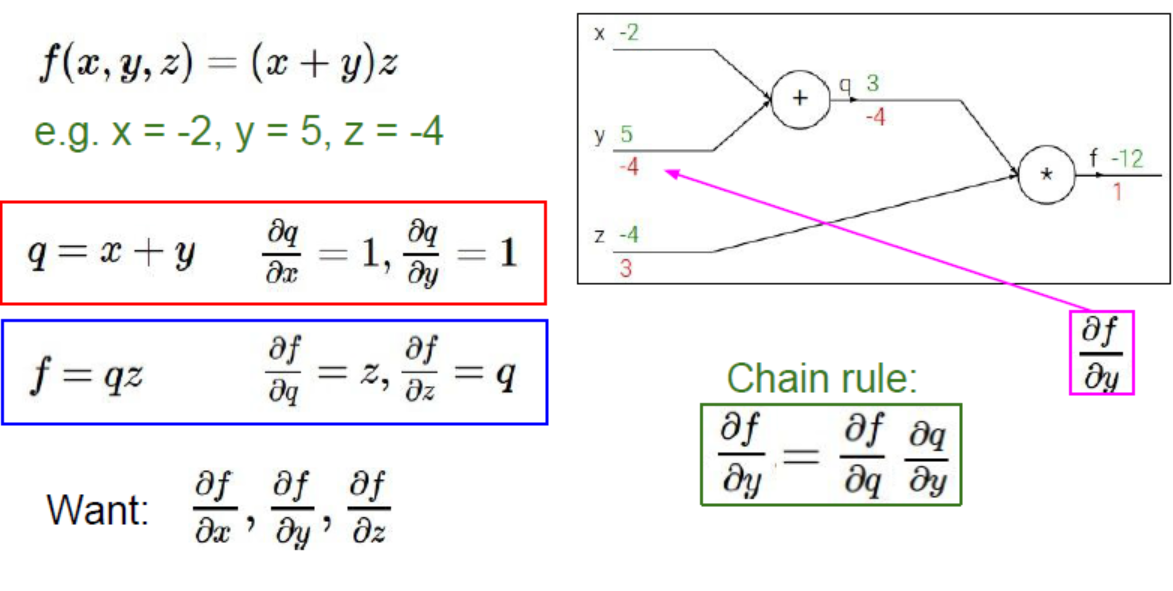 f(x, y, z) = (x + y)z
e.g. x = -2, y = 5, z = -4
q = x + y   ∂q/∂x = 1, ∂q/∂y = 1
f = qz   ∂f/∂q = z, ∂f/∂z = q
Want: ∂f/∂x, ∂f/∂y, ∂f/∂z
x -2
+
q 3
-4
y 5
-4
*
f -12
1
z -4
3
∂f/∂y
Chain rule:
∂f/∂y = ∂f/∂q ∂q/∂y